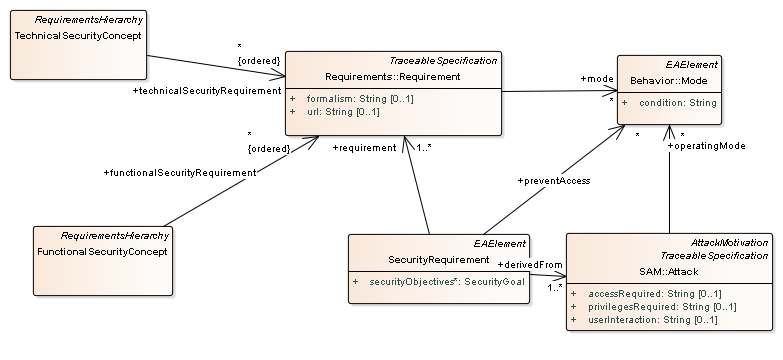 RequirementsHierarchy
TechnicalSecurityConcept
*
{ordered}
+technicalSecurityRequirement
TraceableSpecification
Requirements::Requirement
+ formalism: String [0..1]
+ url: String [0..1]
+mode
*
EAElement
Behavior::Mode
+ condition: String
*
{ordered}
+functionalSecurityRequirement
+requirement
1..*
*
*
+operatingMode
+preventAccess
RequirementsHierarchy
FunctionalSecurityConcept
EAElement
SecurityRequirement
+ securityObjectives*: SecurityGoal
+derivedFrom
1..*
AttackMotivation
TraceableSpecification
SAM::Attack
+ accessRequired: String [0..1]
+ privilegesRequired: String [0..1]
+ userInteraction: String [0..1]